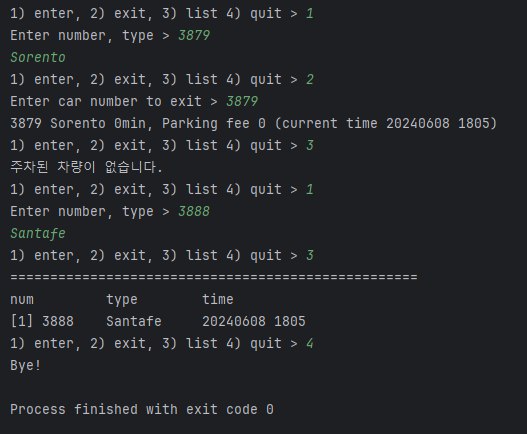 1) enter, 2) exit, 3) list 4) quit > 1
Enter number, type > 3879
Sorento
1) enter, 2) exit, 3) list 4) quit > 2
Enter car number to exit > 3879
3879 Sorento 0min, Parking fee 0 (current time 20240608 1805)
1) enter, 2) exit, 3) list 4) quit > 3
주차된 차량이 없습니다.
1) enter, 2) exit, 3) list 4) quit > 1
Enter number, type > 3888
Santafe
1) enter, 2) exit, 3) list 4) quit > 3
===================================================
num         type        time
[1] 3888    Santafe     20240608 1805
1) enter, 2) exit, 3) list 4) quit > 4
Bye!
Process finished with exit code 0